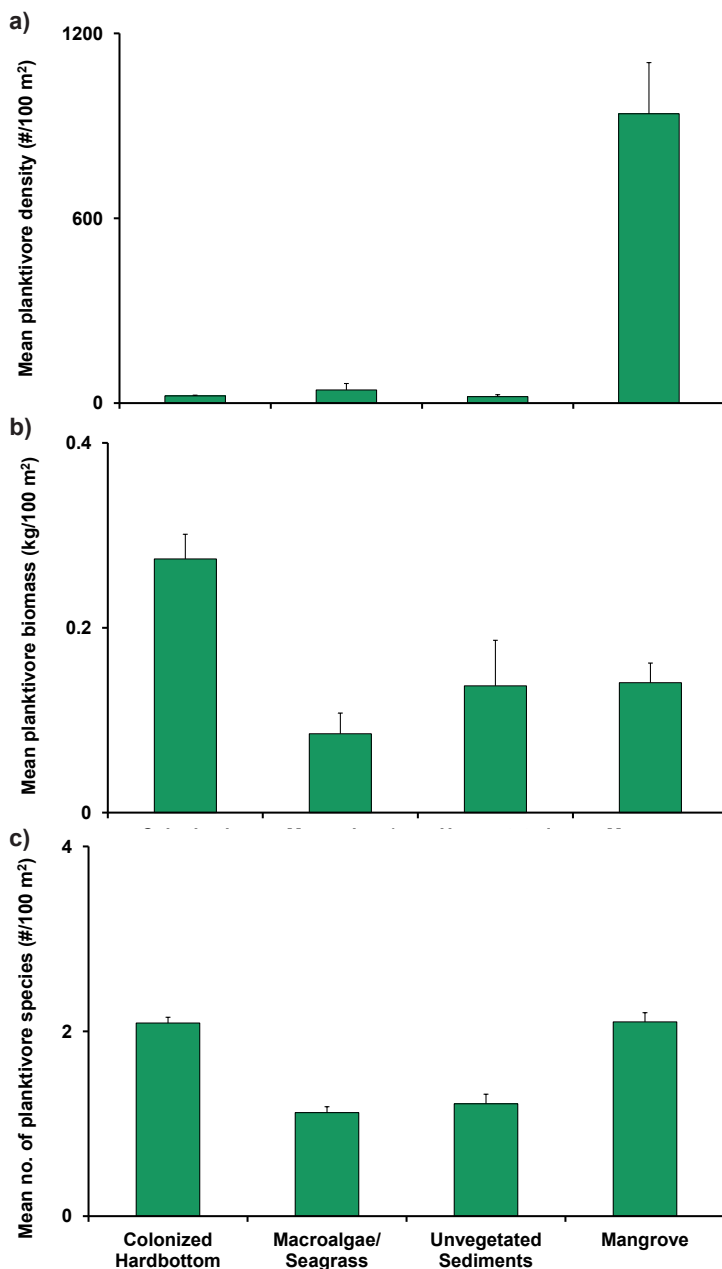 a)
1200
600
0
Mean planktivore density (#/100 m²)
b)
0.4
0.2
0
Mean planktivore biomass (kg/100 m²)
c)
4
2
0
Mean no. of planktivore species (#/100 m²)
Colonized
Hardbottom
Macroalgae/
Seagrass
Unvegetated
Sediments
Mangrove